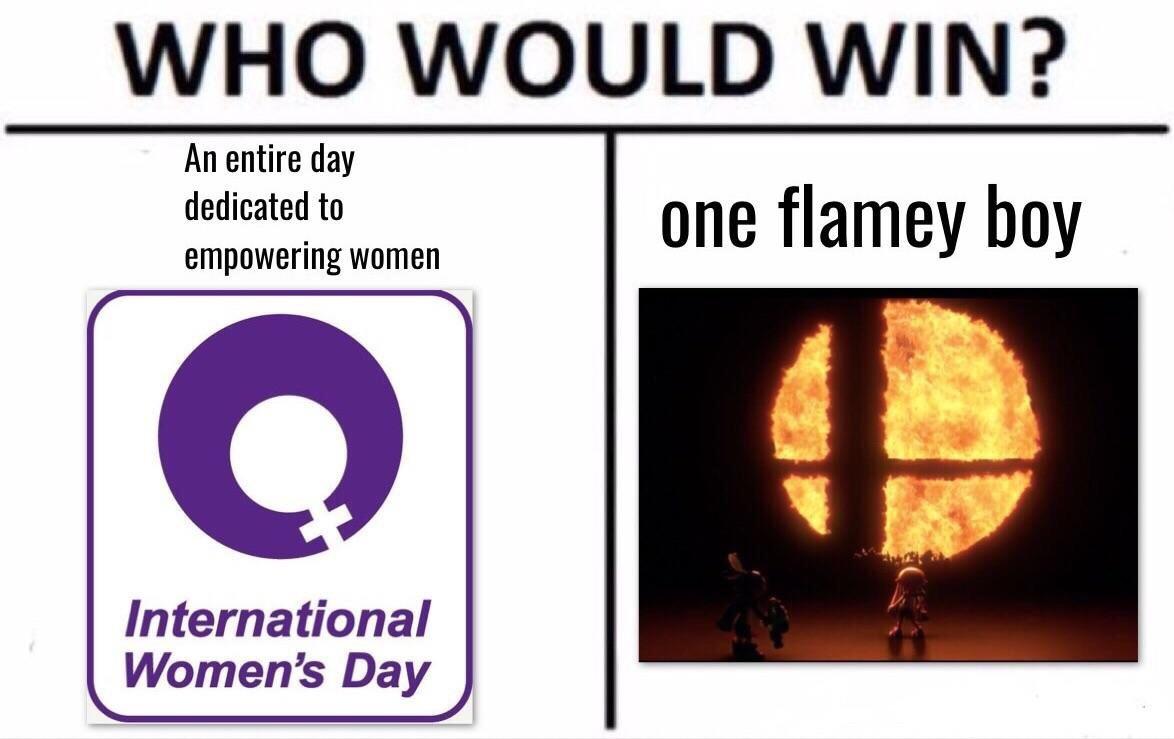 WHO WOULD WIN?
An entire day
dedicated to
empowering women
one flamey boy
International
Women's Day